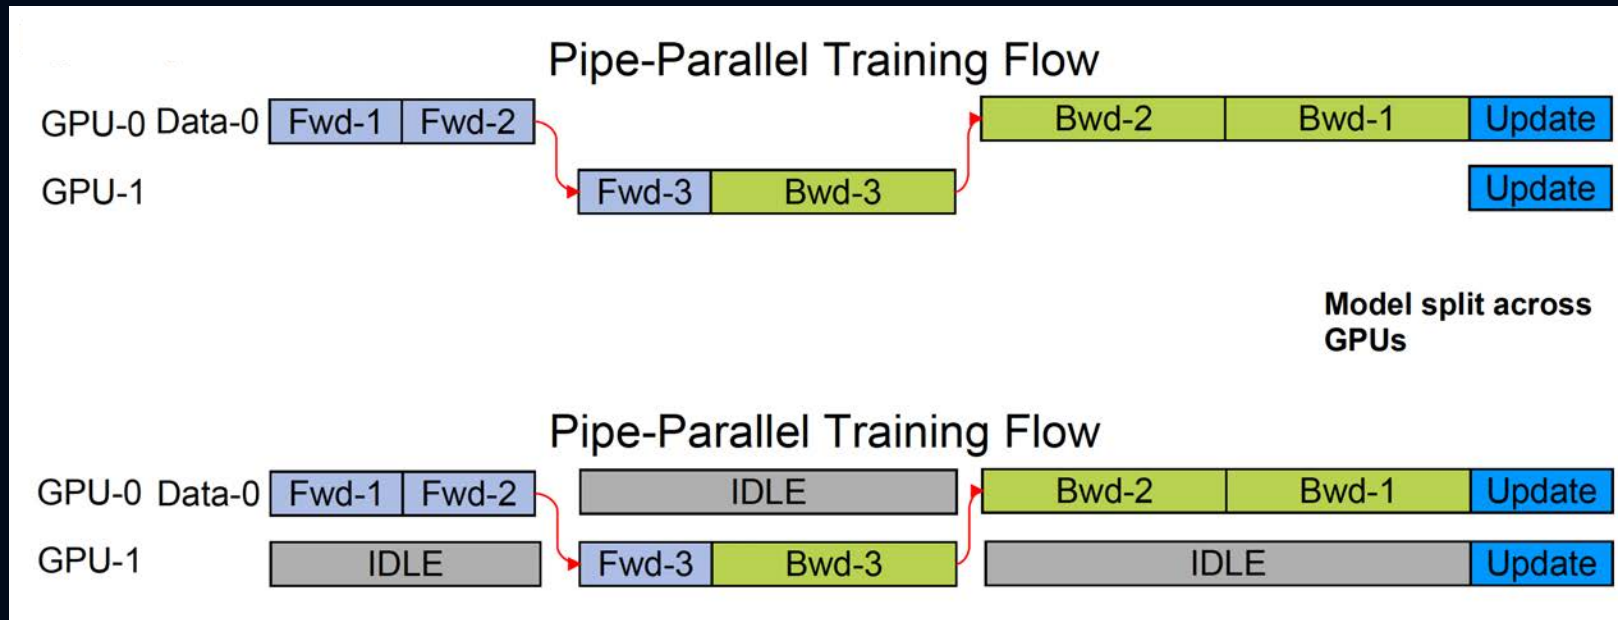 Pipe-Parallel Training Flow
GPU-0 Data-0 Fwd-1 Fwd-2 Bwd-2 Bwd-1 Update
GPU-1 Fwd-3 Bwd-3 Update
Model split across
GPUs
Pipe-Parallel Training Flow
GPU-0 Data-0 Fwd-1 Fwd-2 IDLE Bwd-2 Bwd-1 Update
GPU-1 IDLE Fwd-3 Bwd-3 IDLE Update